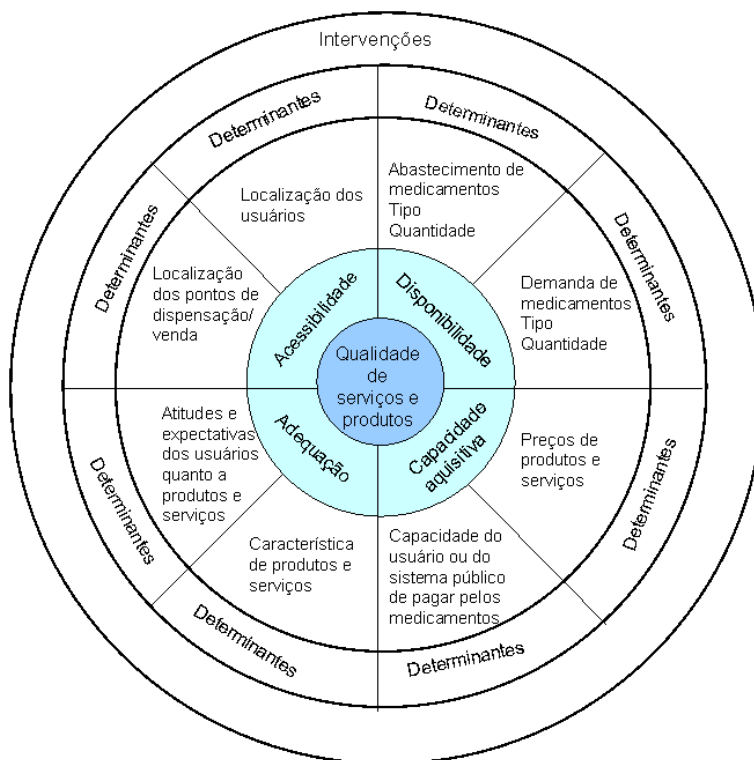 Intervenções
Determinantes
Determinantes
Determinantes
Determinantes
Localização dos
usuários
Abastecimento de
medicamentos
Tipo
Quantidade
Localização
dos pontos de
dispensação/
venda
Demanda de
medicamentos
Tipo
Quantidade
Acessibilidade
Disponibilidade
Qualidade
de
serviços e
produtos
Adequação
Capacidade
aquisitiva
Atitudes e
expectativas
dos usuários
quanto a
produtos e
serviços
Preços de
produtos e
serviços
Característica
de produtos e
serviços
Capacidade do
usuário ou do
sistema público
de pagar pelos
medicamentos
Determinantes
Determinantes
Determinantes
Determinantes